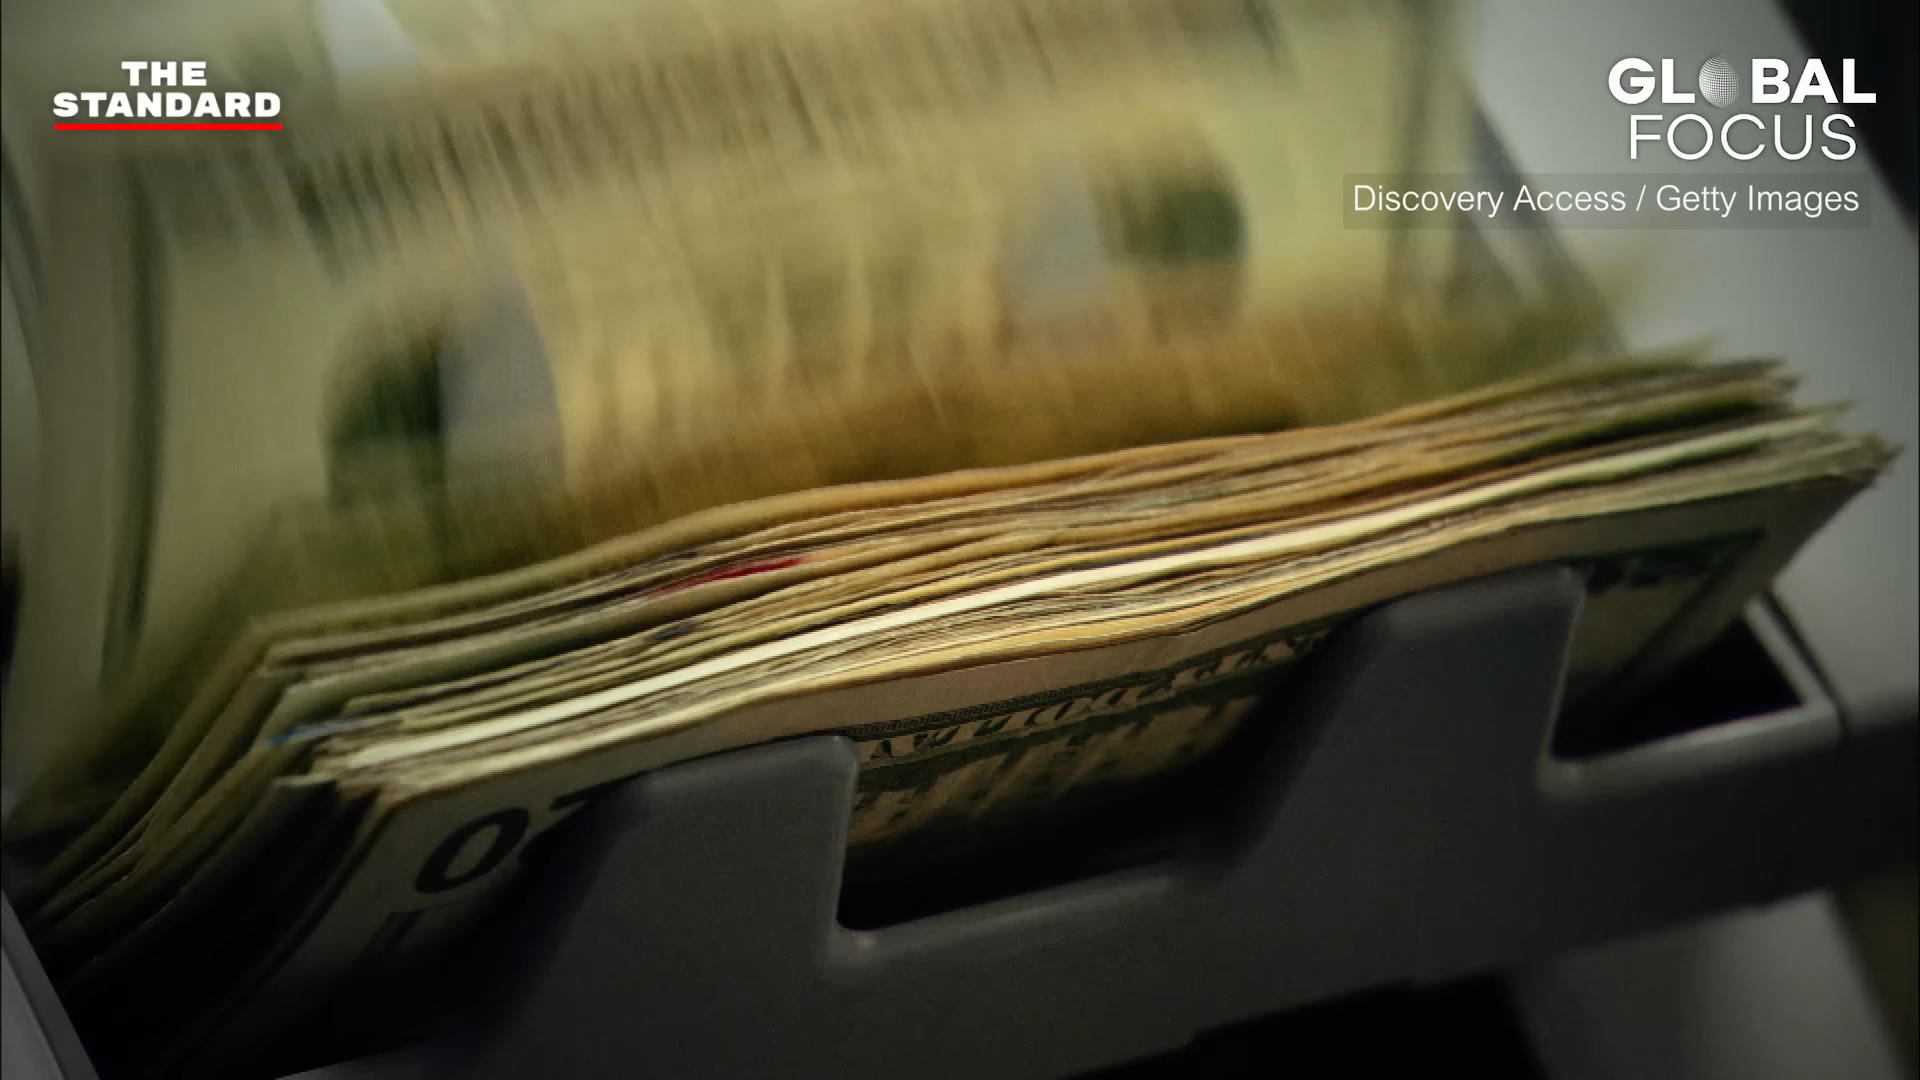 THE
STANDARD
GLOBAL
FOCUS
Discovery Access / Getty Images